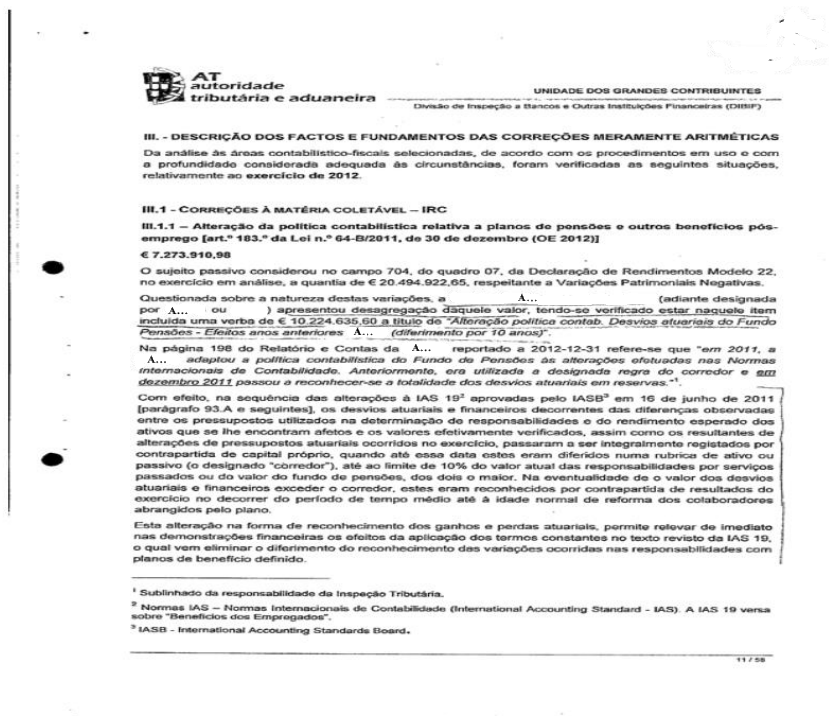 AT
autoridade
tributária e aduaneira
UNIDADE DOS GRANDES CONTRIBUINTES
Divisão de Inspeção a Bancos e Outras Instituições Financeiras (DIBIF)
III. - DESCRIÇÃO DOS FACTOS E FUNDAMENTOS DAS CORREÇÕES MERAMENTE ARITMÉTICAS
Da análise às áreas contabilístico-fiscais selecionadas, de acordo com os procedimentos em uso e com
a profundidade considerada adequada às circunstâncias, foram verificadas as seguintes situações,
relativamente ao exercício de 2012.
III.1 - CORREÇÕES À MATÉRIA COLETÁVEL – IRC
III.1.1 – Alteração da política contabilística relativa a planos de pensões e outros benefícios pós-
emprego [art.º 183.º da Lei n.º 64-B/2011, de 30 de dezembro (OE 2012)]
€ 7.273.910,98
O sujeito passivo considerou no campo 704, do quadro 07, da Declaração de Rendimentos Modelo 22,
no exercício em análise, a quantia de € 20.494.922,65, respeitante a Variações Patrimoniais Negativas.
Questionada sobre a natureza destas variações, a A... (adiante designada
por A... ou ) apresentou desagregação daquele valor, tendo-se verificado estar naquele item
incluída uma verba de € 10.224.635,60 a título de "Alteração política contab. Desvios atuariais do Fundo
Pensões - Efeitos anos anteriores A... (diferimento por 10 anos)".
Na página 198 do Relatório e Contas da A... reportado a 2012-12-31 refere-se que "em 2011, a
A... adaptou a política contabilística do Fundo de Pensões às alterações efetuadas nas Normas
Internacionais de Contabilidade. Anteriormente, era utilizada a designada regra do corredor e em
dezembro 2011 passou a reconhecer-se a totalidade dos desvios atuariais em reservas."¹.
Com efeito, na sequência das alterações à IAS 19² aprovadas pelo IASB³ em 16 de junho de 2011
[parágrafo 93.A e seguintes], os desvios atuariais e financeiros decorrentes das diferenças observadas
entre os pressupostos utilizados na determinação de responsabilidades e do rendimento esperado dos
ativos que se lhe encontram afetos e os valores efetivamente verificados, assim como os resultantes de
alterações de pressupostos atuariais ocorridos no exercício, passaram a ser integralmente registados por
contrapartida de capital próprio, quando até essa data estes eram diferidos numa rubrica de ativo ou
passivo (o designado "corredor"), até ao limite de 10% do valor atual das responsabilidades por serviços
passados ou do valor do fundo de pensões, dos dois o maior. Na eventualidade de o valor dos desvios
atuariais e financeiros exceder o corredor, estes eram reconhecidos por contrapartida de resultados do
exercício no decorrer do período de tempo médio até à idade normal de reforma dos colaboradores
abrangidos pelo plano.
Esta alteração na forma de reconhecimento dos ganhos e perdas atuariais, permite relevar de imediato
nas demonstrações financeiras os efeitos da aplicação dos termos constantes no texto revisto da IAS 19,
o qual vem eliminar o diferimento do reconhecimento das variações ocorridas nas responsabilidades com
planos de benefício definido.
¹ Sublinhado da responsabilidade da Inspeção Tributária.
² Normas IAS – Normas Internacionais de Contabilidade (International Accounting Standard - IAS). A IAS 19 versa
sobre "Benefícios dos Empregados".
³ IASB - International Accounting Standards Board.
11 / 58